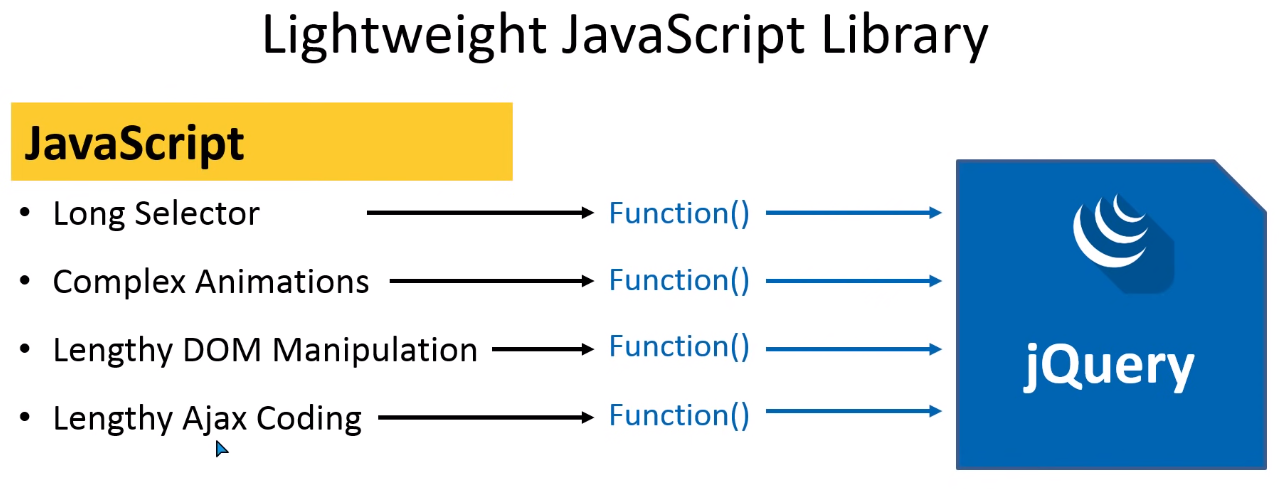 Lightweight JavaScript Library
JavaScript
• Long Selector Function()
• Complex Animations Function()
• Lengthy DOM Manipulation Function()
• Lengthy Ajax Coding Function()
jQuery